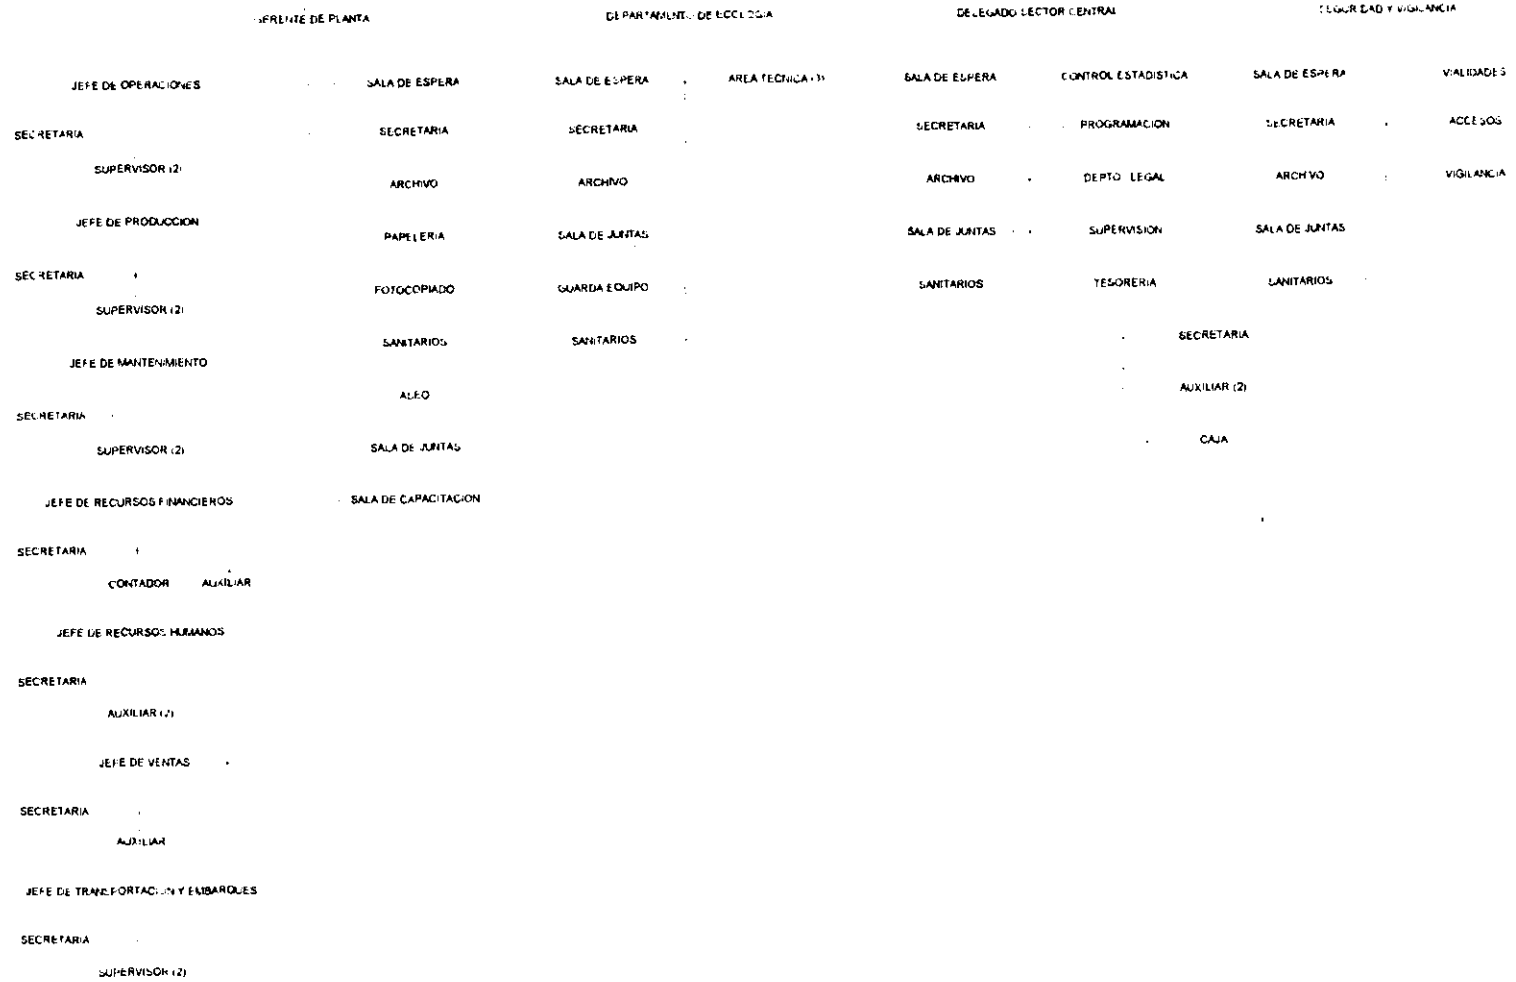 GERENTE DE PLANTA
DEPARTAMENTO DE ECOLOGIA
DELEGADO SECTOR CENTRAL
SEGURIDAD Y VIGILANCIA
JEFE DE OPERACIONES
SECRETARIA
SUPERVISOR (2)
JEFE DE PRODUCCION
SECRETARIA
SUPERVISOR (2)
JEFE DE MANTENIMIENTO
SECRETARIA
SUPERVISOR (2)
JEFE DE RECURSOS FINANCIEROS
SECRETARIA
CONTADOR AUXILIAR
JEFE DE RECURSOS HUMANOS
SECRETARIA
AUXILIAR (2)
JEFE DE VENTAS
SECRETARIA
AUXILIAR
JEFE DE TRANSPORTACION Y EMBARQUES
SECRETARIA
SUPERVISOR (2)
SALA DE ESPERA
SECRETARIA
ARCHIVO
PAPELERIA
FOTOCOPIADO
SANITARIOS
ASEO
SALA DE JUNTAS
SALA DE CAPACITACION
SALA DE ESPERA
SECRETARIA
ARCHIVO
SALA DE JUNTAS
GUARDA EQUIPO
SANITARIOS
AREA TECNICA (3)
SALA DE ESPERA
SECRETARIA
ARCHIVO
SALA DE JUNTAS
SANITARIOS
CONTROL ESTADISTICA
PROGRAMACION
DEPTO LEGAL
SUPERVISION
TESORERIA
SECRETARIA
AUXILIAR (2)
CAJA
SALA DE ESPERA
SECRETARIA
ARCHIVO
SALA DE JUNTAS
SANITARIOS
VIALIDADES
ACCESOS
VIGILANCIA